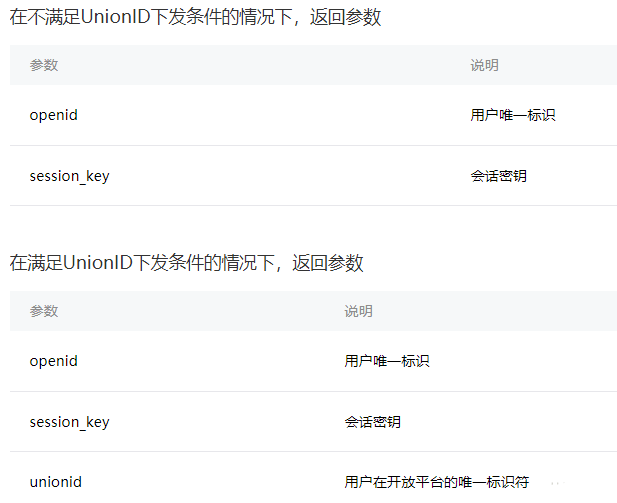 在不满足UnionID下发条件的情况下，返回参数
参数 说明
openid 用户唯一标识
session_key 会话密钥
在满足UnionID下发条件的情况下，返回参数
参数 说明
openid 用户唯一标识
session_key 会话密钥
unionid 用户在开放平台的唯一标识符